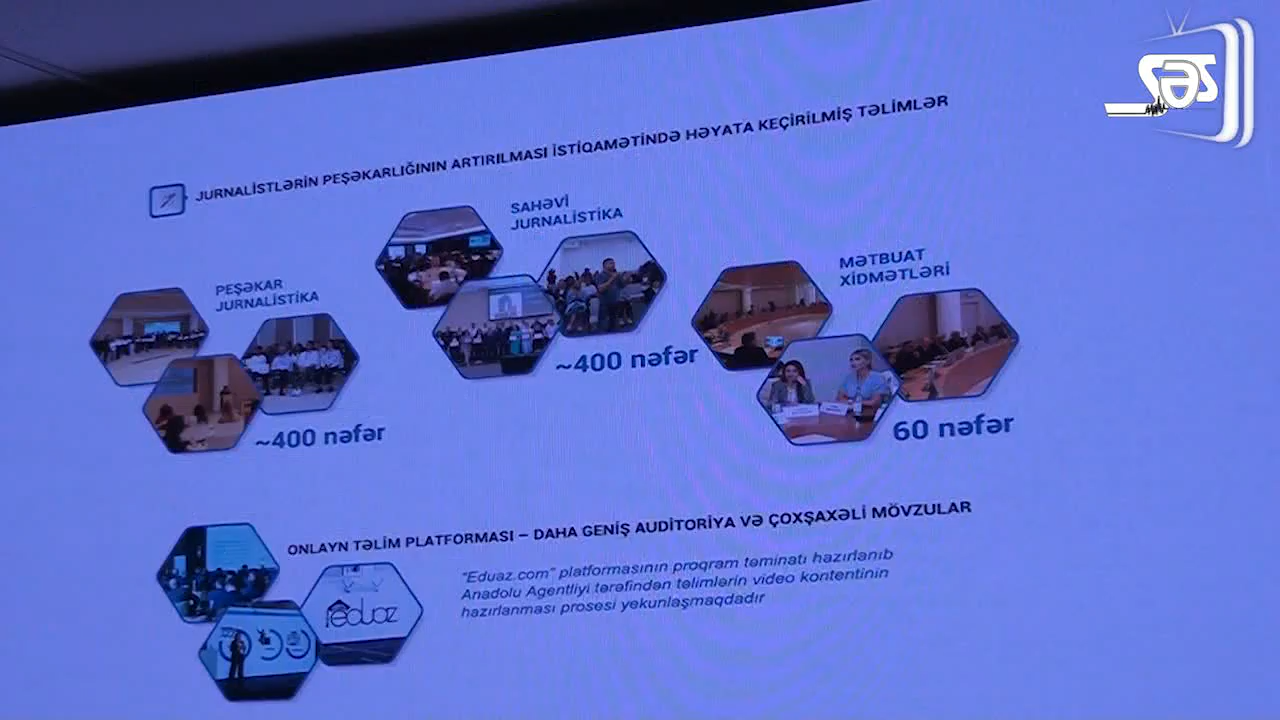 SƏS
JURNALİSTLƏRİN PEŞƏKARLIĞININ ARTIRILMASI İSTİQAMƏTİNDƏ HƏYATA KEÇİRİLMİŞ TƏLİMLƏR
SAHƏVİ
JURNALİSTİKA
MƏTBUAT
XİDMƏTLƏRİ
PEŞƏKAR
JURNALİSTİKA
~400 nəfər
60 nəfər
~400 nəfər
ONLAYN TƏLİM PLATFORMASI – DAHA GENİŞ AUDİTORİYA VƏ ÇOXŞAXƏLİ MÖVZULAR
"Eduaz.com" platformasının proqram təminatı hazırlanıb
Anadolu Agentliyi tərəfindən təlimlərin video kontentinin
hazırlanması prosesi yekunlaşmaqdadır
eduaz